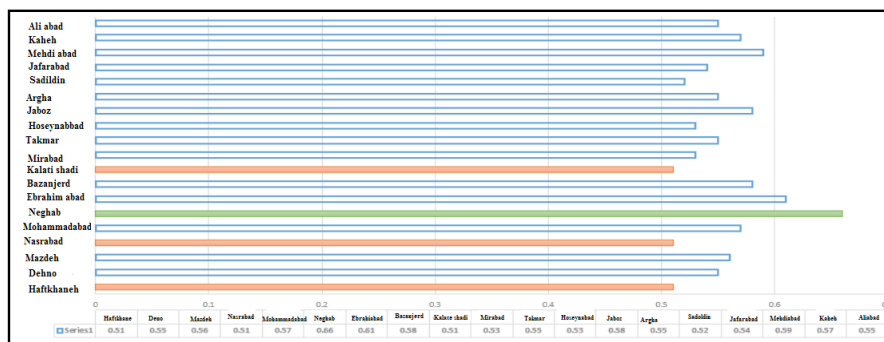 Ali abad
Kaheh
Mehdi abad
Jafarabad
Sadildin
Argha
Jaboz
Hoseynabbad
Takmar
Mirabad
Kalati shadi
Bazanjerd
Ebrahim abad
Neghab
Mohammadabad
Nasrabad
Mazdeh
Dehno
Haftkhaneh
0 0.1 0.2 0.3 0.4 0.5 0.6
Haftkhane Deno Mazdeh Nasrabad Mohammadabad Neghab Ebrahiabad Bazanjerd Kalate shadi Mirabad Takmar Hoseynabad Jaboz Argha Sadoldin Jafarabad Mehdiabad Kaheh Aliabad
Series1 0.51 0.55 0.56 0.51 0.57 0.66 0.61 0.58 0.51 0.53 0.55 0.53 0.58 0.55 0.52 0.54 0.59 0.57 0.55